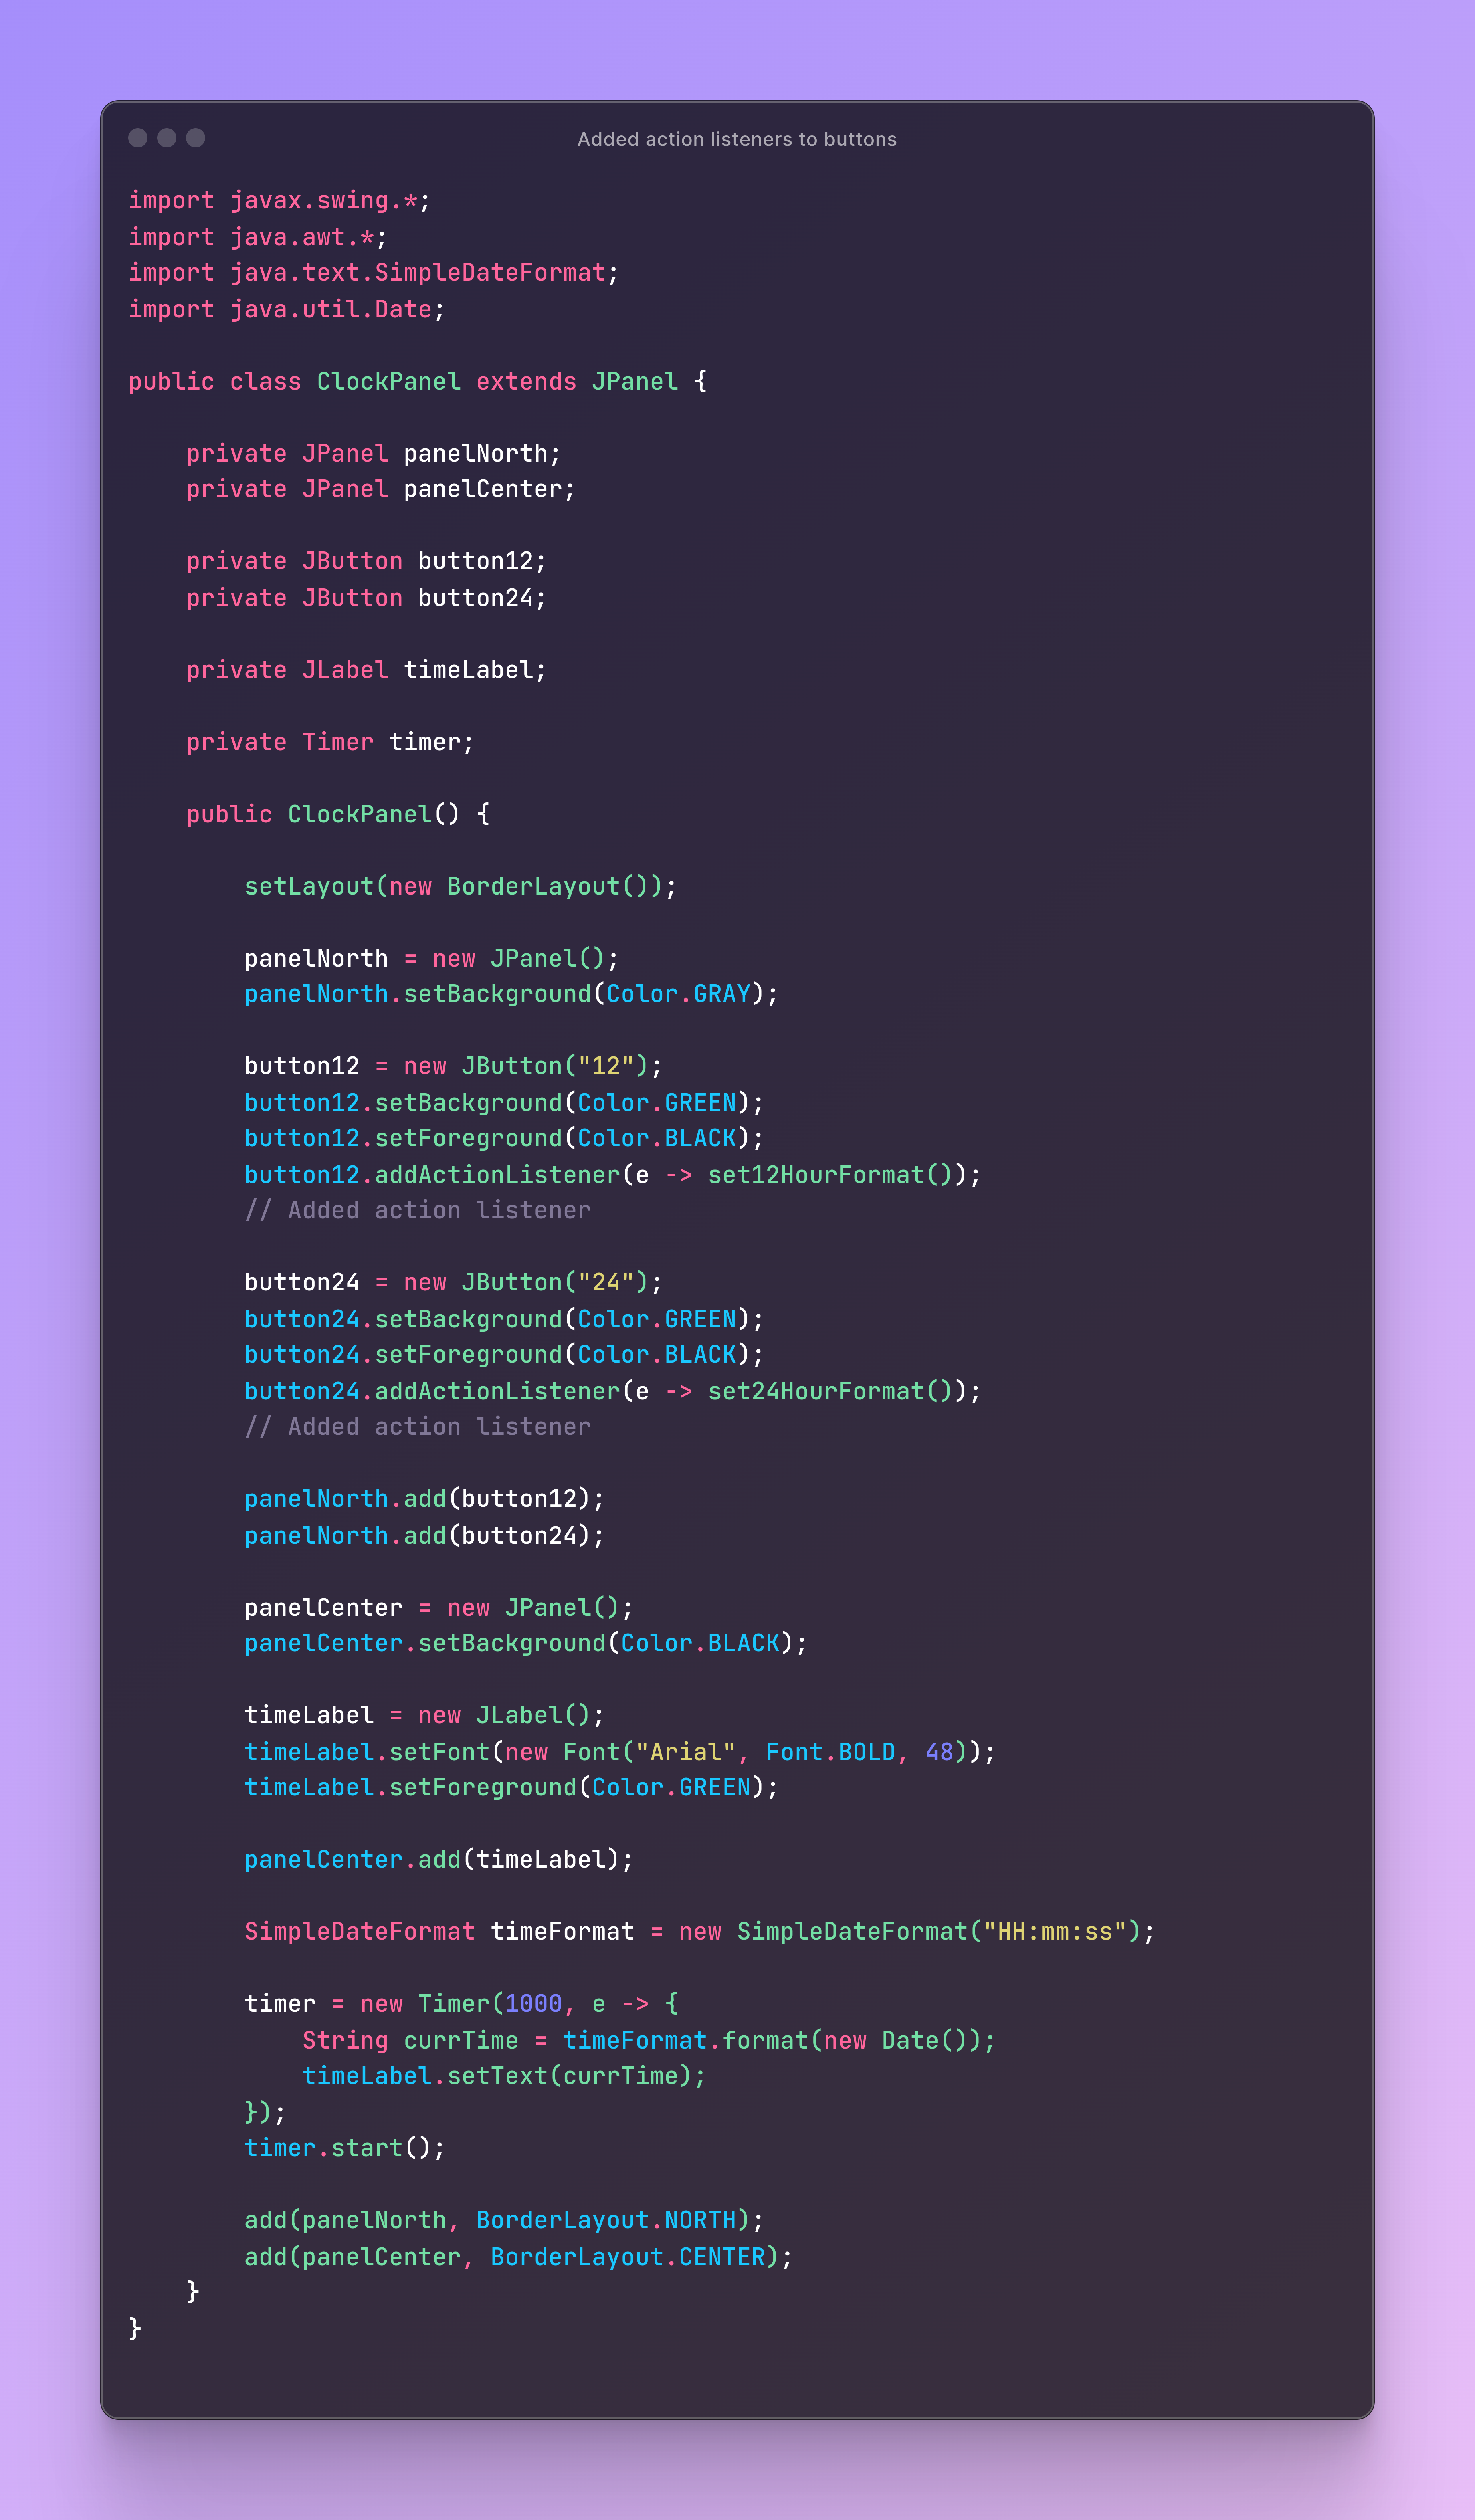 Added action listeners to buttons
import javax.swing.*;
import java.awt.*;
import java.text.SimpleDateFormat;
import java.util.Date;

public class ClockPanel extends JPanel {

    private JPanel panelNorth;
    private JPanel panelCenter;

    private JButton button12;
    private JButton button24;

    private JLabel timeLabel;

    private Timer timer;

    public ClockPanel() {

        setLayout(new BorderLayout());

        panelNorth = new JPanel();
        panelNorth.setBackground(Color.GRAY);

        button12 = new JButton("12");
        button12.setBackground(Color.GREEN);
        button12.setForeground(Color.BLACK);
        button12.addActionListener(e -> set12HourFormat());
        // Added action listener

        button24 = new JButton("24");
        button24.setBackground(Color.GREEN);
        button24.setForeground(Color.BLACK);
        button24.addActionListener(e -> set24HourFormat());
        // Added action listener

        panelNorth.add(button12);
        panelNorth.add(button24);

        panelCenter = new JPanel();
        panelCenter.setBackground(Color.BLACK);

        timeLabel = new JLabel();
        timeLabel.setFont(new Font("Arial", Font.BOLD, 48));
        timeLabel.setForeground(Color.GREEN);

        panelCenter.add(timeLabel);

        SimpleDateFormat timeFormat = new SimpleDateFormat("HH:mm:ss");

        timer = new Timer(1000, e -> {
            String currTime = timeFormat.format(new Date());
            timeLabel.setText(currTime);
        });
        timer.start();

        add(panelNorth, BorderLayout.NORTH);
        add(panelCenter, BorderLayout.CENTER);
    }
}